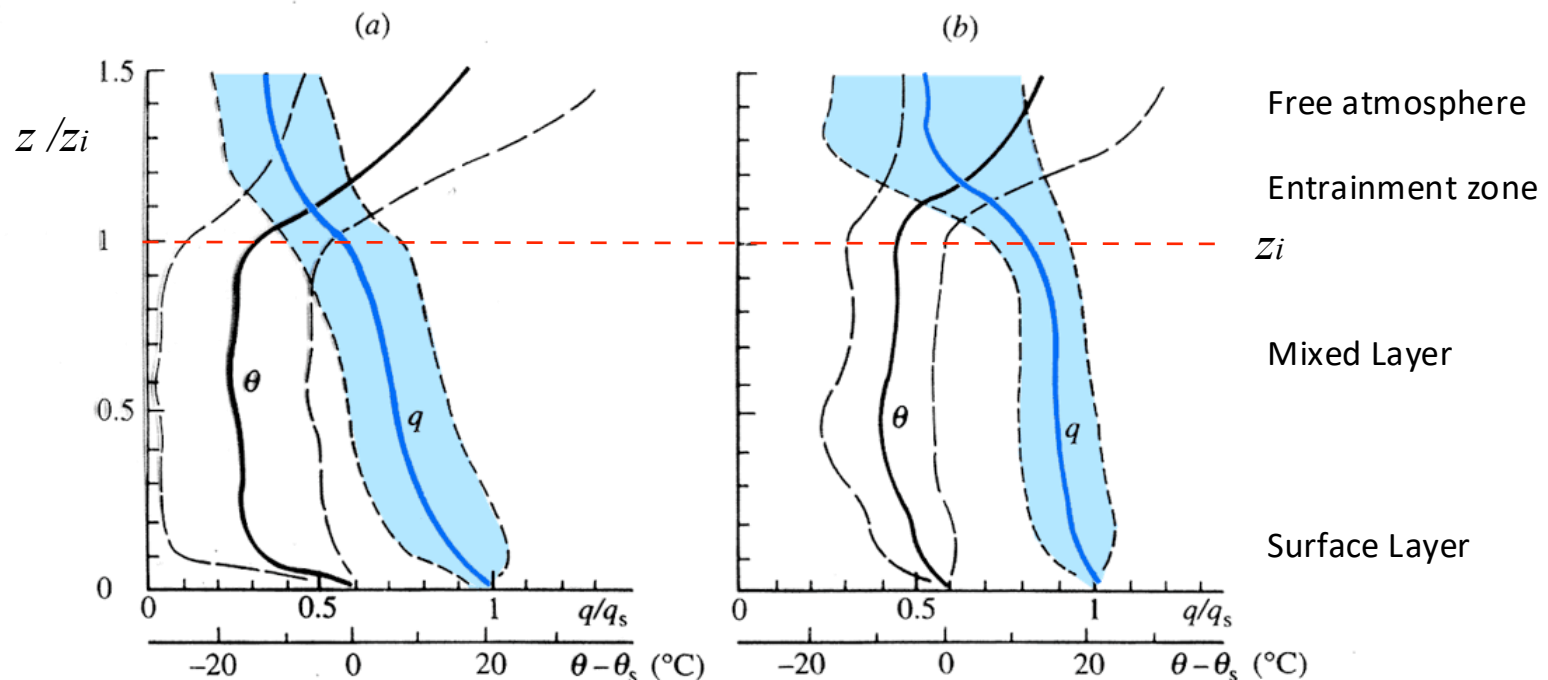 (a)
(b)
1.5
z /zi
1
0.5
0
θ
q
0 0.5 1 q/qs
−20 0 20 θ−θs (°C)
θ
q
0 0.5 1 q/qs
−20 0 20 θ−θs (°C)
Free atmosphere
Entrainment zone
zi
Mixed Layer
Surface Layer